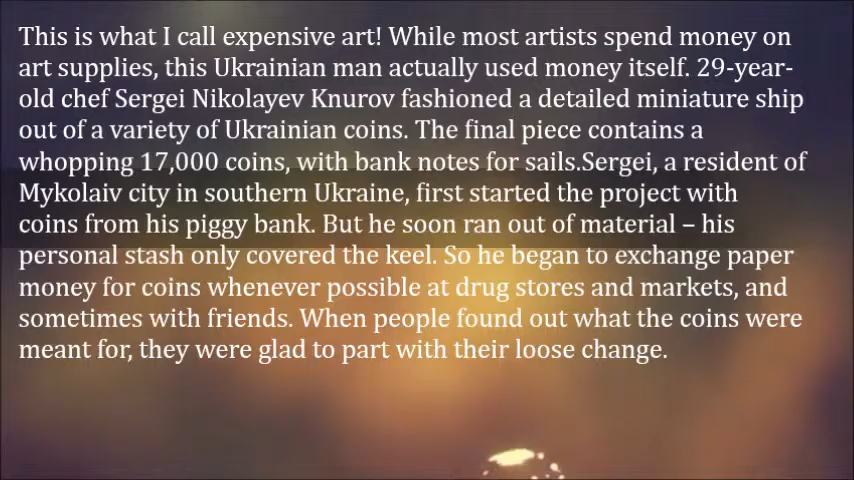 This is what I call expensive art! While most artists spend money on
art supplies, this Ukrainian man actually used money itself. 29-year-
old chef Sergei Nikolayev Knurov fashioned a detailed miniature ship
out of a variety of Ukrainian coins. The final piece contains a
whopping 17,000 coins, with bank notes for sails.Sergei, a resident of
Mykolaiv city in southern Ukraine, first started the project with
coins from his piggy bank. But he soon ran out of material – his
personal stash only covered the keel. So he began to exchange paper
money for coins whenever possible at drug stores and markets, and
sometimes with friends. When people found out what the coins were
meant for, they were glad to part with their loose change.